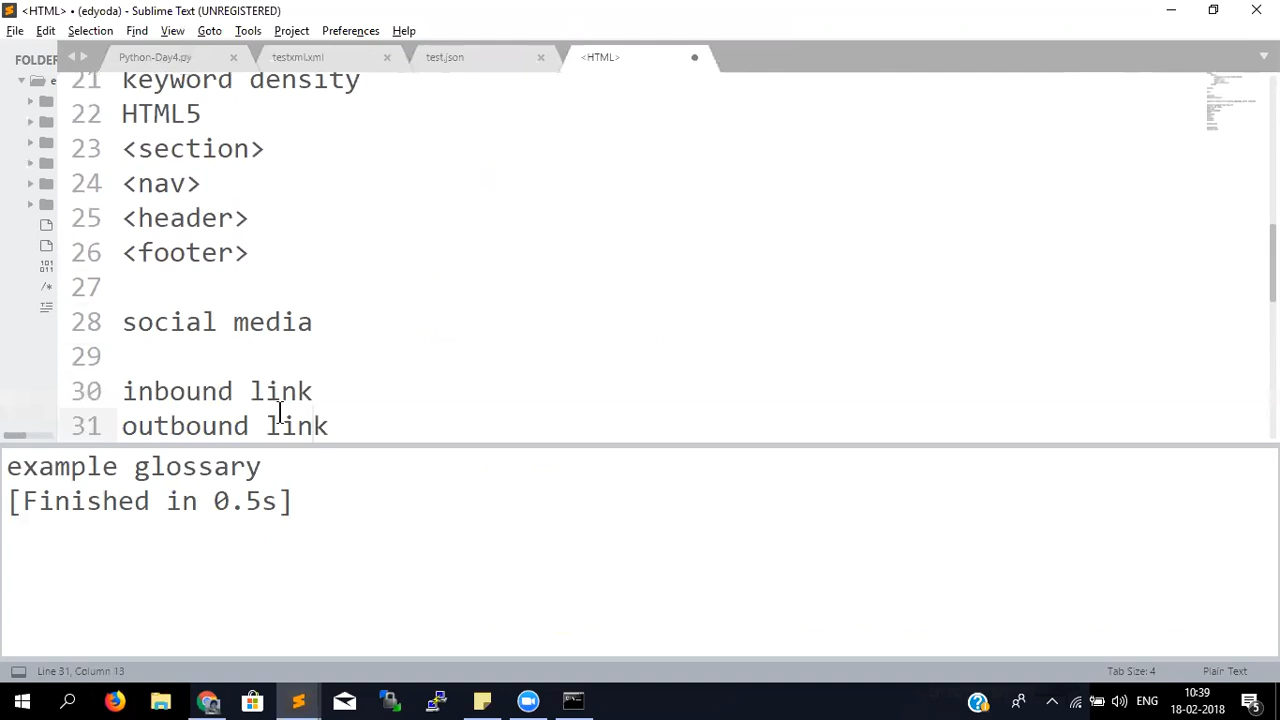 <HTML> • (edyoda) - Sublime Text (UNREGISTERED)
File Edit Selection Find View Goto Tools Project Preferences Help
FOLDER
Python-Day4.py
testxml.xml
test.json
<HTML>
e
21 keyword density
22 HTML5
23 <section>
24 <nav>
25 <header>
26 <footer>
27
28 social media
29
30 inbound link
31 outbound link
example glossary
[Finished in 0.5s]
Line 31, Column 13
Tab Size: 4
Plain Text
ENG
10:39
18-02-2018
5